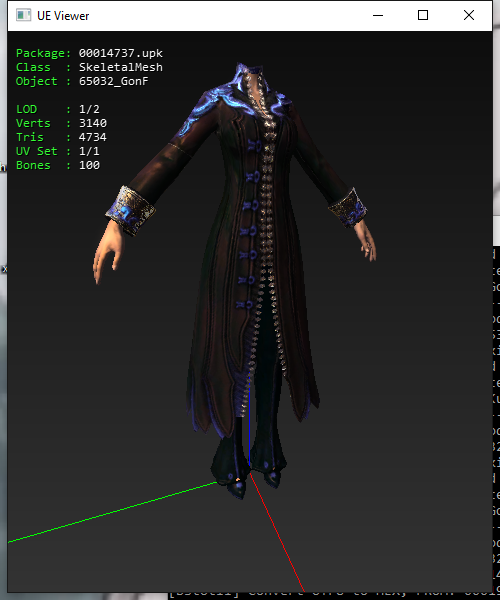 UE Viewer
Package: 00014737.upk
Class : SkeletalMesh
Object : 65032_GonF
LOD : 1/2
Verts : 3140
Tris : 4734
UV Set : 1/1
Bones : 100